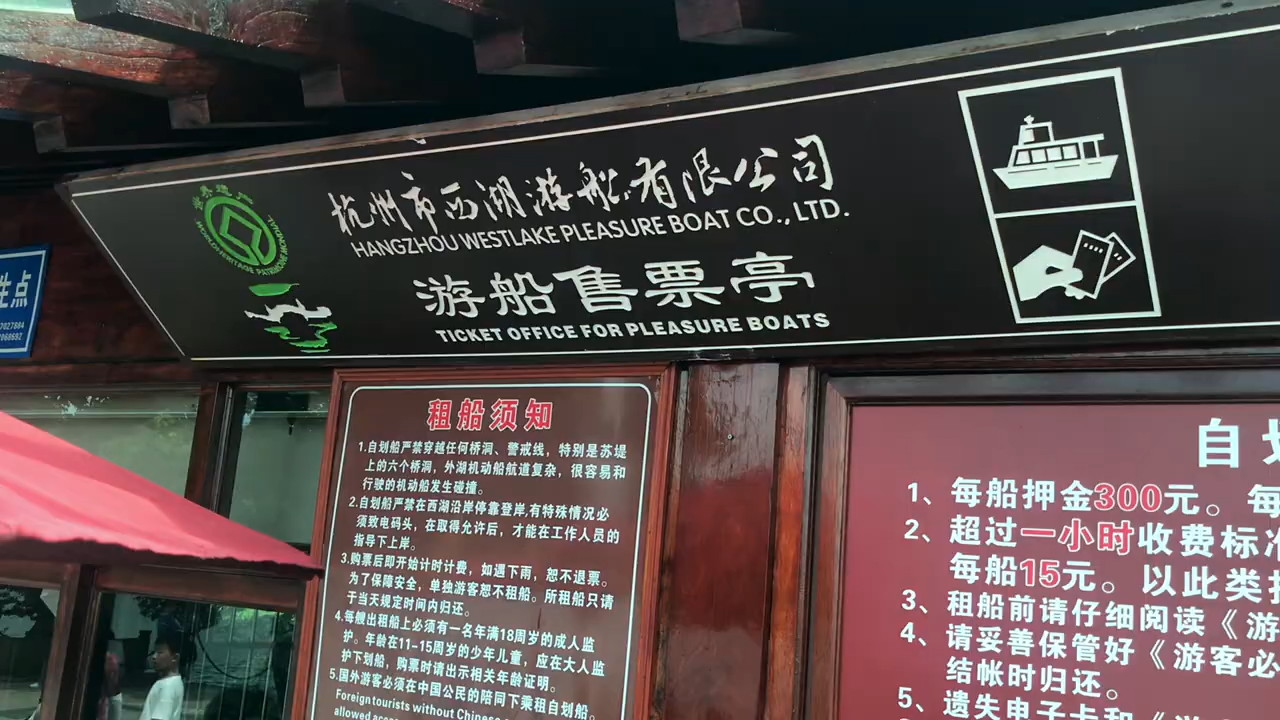 杭州市西湖游船有限公司
HANGZHOU WESTLAKE PLEASURE BOAT CO., LTD.
游船售票亭
TICKET OFFICE FOR PLEASURE BOATS
世界遗产
WORLD HERITAGE PATRIMOINE MONDIAL
点
租船须知
1.自划船严禁穿越任何桥洞、警戒线，特别是苏堤
上的六个桥洞，外湖机动船航道复杂，很容易和
行驶的机动船发生碰撞。
2.自划船严禁在西湖沿岸停靠登岸,有特殊情况必
须致电码头，在取得允许后，才能在工作人员的
指导下上岸。
3.购票后即开始计时计费，如遇下雨，恕不退票。
为了保障安全，单独游客恕不租船。所租船只请
于当天规定时间内归还。
4.每艘出租船上必须有一名年满18周岁的成人监
护。年龄在11-15周岁的少年儿童，应在大人监
护下划船，购票时请出示相关年龄证明。
5.国外游客必须在中国公民的陪同下乘租自划船。
Foreign tourists without Chinese
自划
1、每船押金300元。每
2、超过一小时收费标准
每船15元。以此类推
3、租船前请仔细阅读《游
4、请妥善保管好《游客必
结帐时归还。
5、遗失电子卡和《游